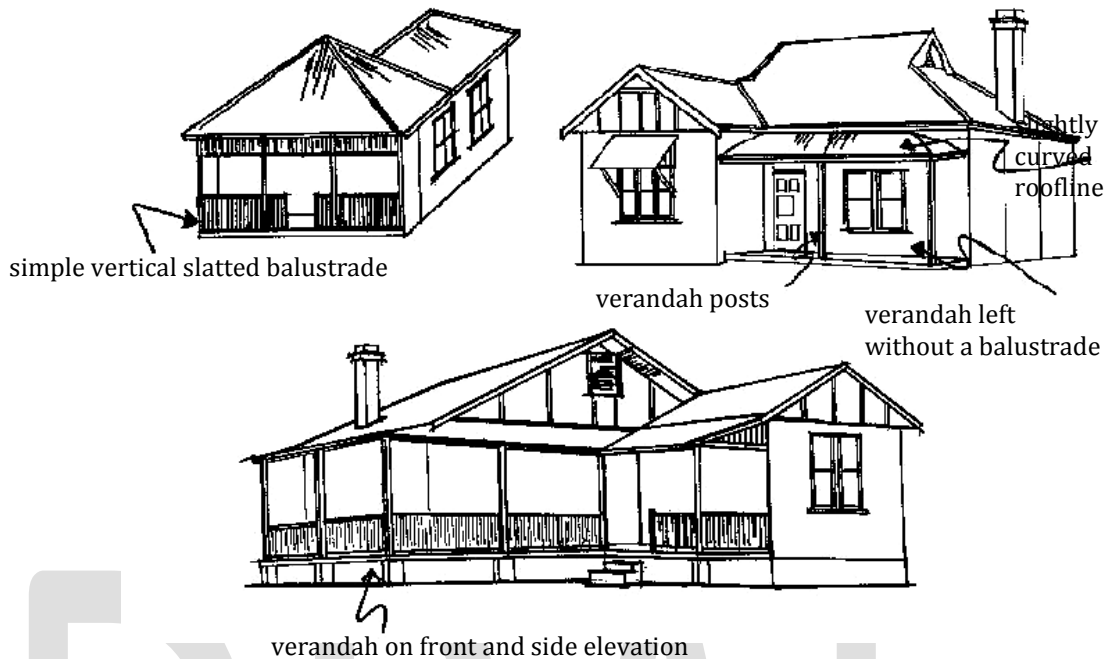 slightly
curved
roofline
simple vertical slatted balustrade
verandah posts
verandah left
without a balustrade
verandah on front and side elevation